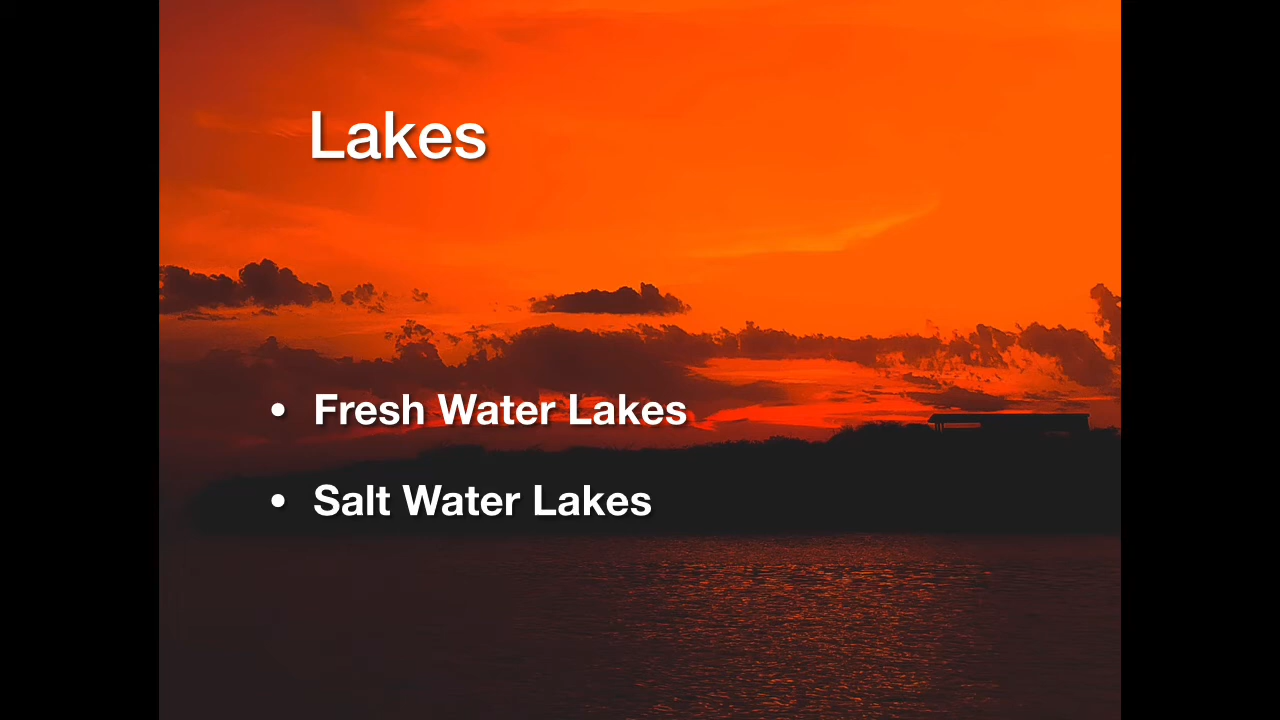 Lakes
• Fresh Water Lakes
• Salt Water Lakes